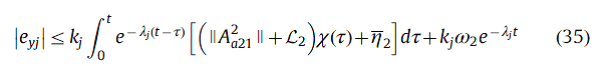 |e_{yj}| ≤ k_j ∫_0^t e^{-λ_j(t-τ)} [(‖A_{a21}^2‖ + ℒ_2)χ(τ) + η̅_2] dτ + k_j ω_2 e^{-λ_j t} (35)